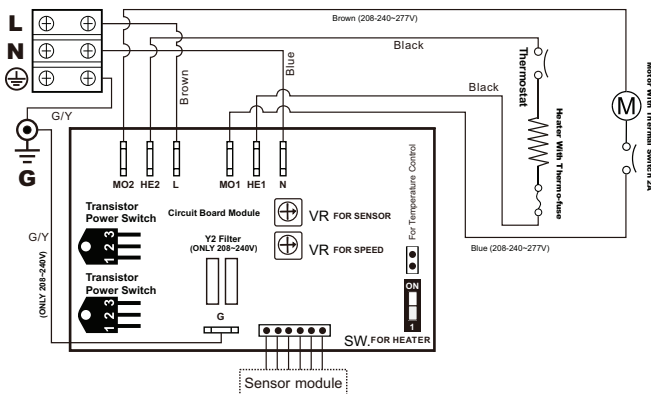 L
N
G
G/Y
Brown
Blue
Brown (208-240~277V)
Black
Black
Thermostat
Heater With Thermo-fuse
M
Motor With Thermal Switch 2A
MO2 HE2 L MO1 HE1 N
Transistor
Power Switch
1 2 3
Circuit Board Module
VR FOR SENSOR
VR FOR SPEED
Y2 Filter
(ONLY 208~240V)
For Temperature Control
Blue (208-240~277V)
G/Y
(ONLY 208~240V)
Transistor
Power Switch
1 2 3
G
ON
1
SW. FOR HEATER
Sensor module